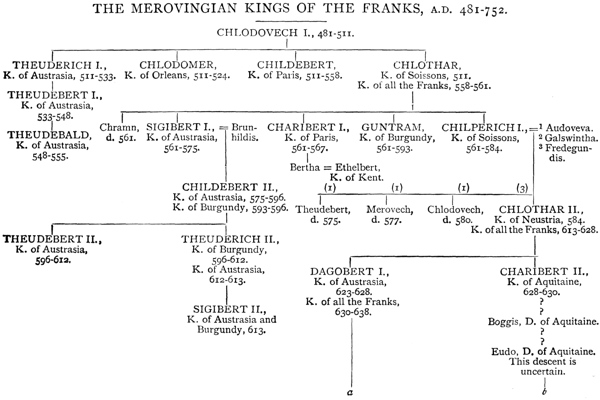 THE MEROVINGIAN KINGS OF THE FRANKS, A.D. 481-752.
CHLODOVECH I., 481-511.
THEUDERICH I.,
K. of Austrasia, 511-533.
CHLODOMER,
K. of Orleans, 511-524.
CHILDEBERT,
K. of Paris, 511-558.
CHLOTHAR,
K. of Soissons, 511.
K. of all the Franks, 558-561.
THEUDEBERT I.,
K. of Austrasia,
533-548.
THEUDEBALD,
K. of Austrasia,
548-555.
Chramn,
d. 561.
SIGIBERT I.,
K. of Austrasia,
561-575.
= Brun-
hildis.
CHARIBERT I.,
K. of Paris,
561-567.
GUNTRAM,
K. of Burgundy,
561-593.
CHILPERIC I.,
K. of Soissons,
561-584.
= 1 Audovera.
2 Galswintha.
3 Fredegun-
dis.
Bertha = Ethelbert,
K. of Kent.
CHILDEBERT II.,
K. of Austrasia, 575-596.
K. of Burgundy, 593-596.
(1)
(1)
(1)
(3)
Theudebert,
d. 575.
Merovech,
d. 577.
Chlodovech,
d. 580.
CHLOTHAR II.,
K. of Neustria, 584.
K. of all the Franks, 613-628.
THEUDEBERT II.,
K. of Austrasia,
596-612.
THEUDERICH II.,
K. of Burgundy,
596-612.
K. of Austrasia,
612-613.
SIGIBERT II.,
K. of Austrasia and
Burgundy, 613.
DAGOBERT I.,
K. of Austrasia,
623-628.
K. of all the Franks,
630-638.
CHARIBERT II.,
K. of Aquitaine,
628-630.
?
?
Boggis, D. of Aquitaine.
?
?
Eudo, D. of Aquitaine.
This descent is
uncertain.
a
b